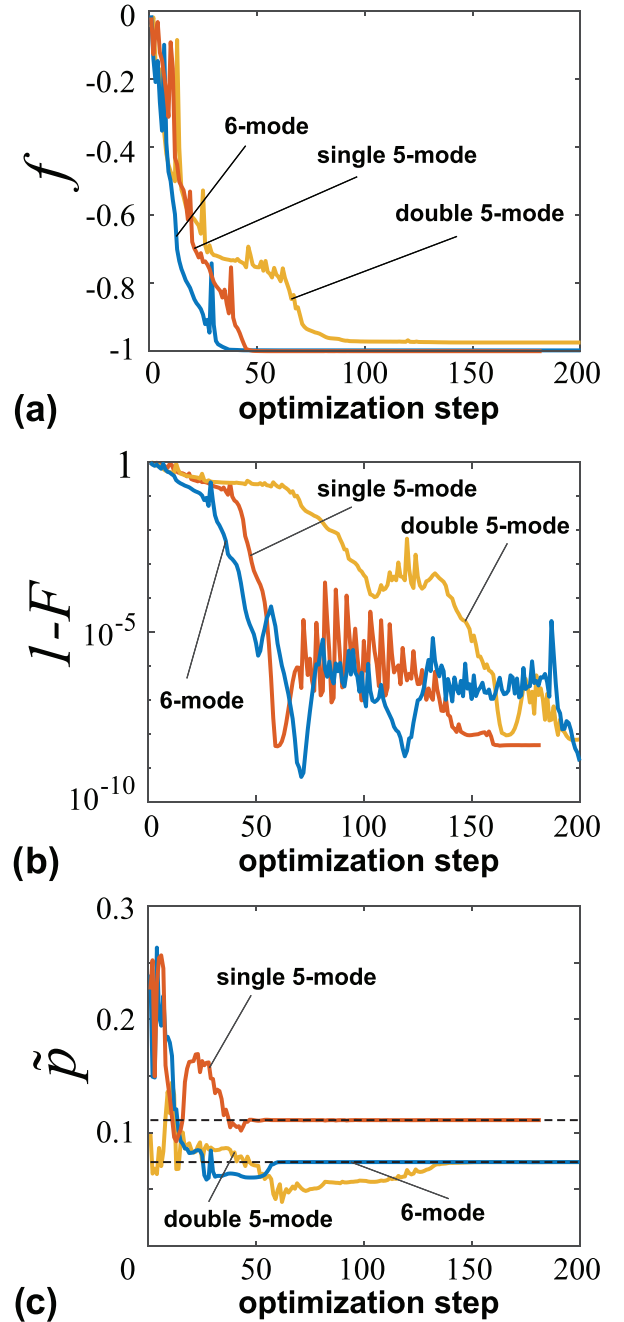 0
-0.2
-0.4
-0.6
-0.8
-1
f
6-mode
single 5-mode
double 5-mode
0 50 100 150 200
optimization step
(a)
1
10^-5
10^-10
1-F
single 5-mode
double 5-mode
6-mode
0 50 100 150 200
optimization step
(b)
0.3
0.2
0.1
0
p̃
single 5-mode
double 5-mode
6-mode
0 50 100 150 200
optimization step
(c)